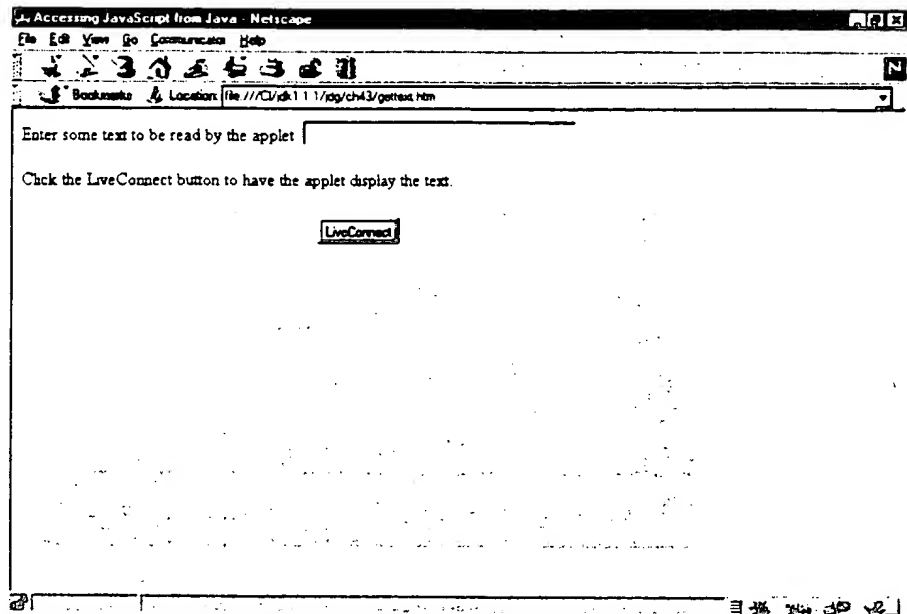 Accessing JavaScript from Java - Netscape
File Edit View Go Communicator Help
N
Bookmarks Location: file:///C|/jdk1.1.1/jdg/ch43/gettext.htm
Enter some text to be read by the applet
Click the LiveConnect button to have the applet display the text.
LiveConnect